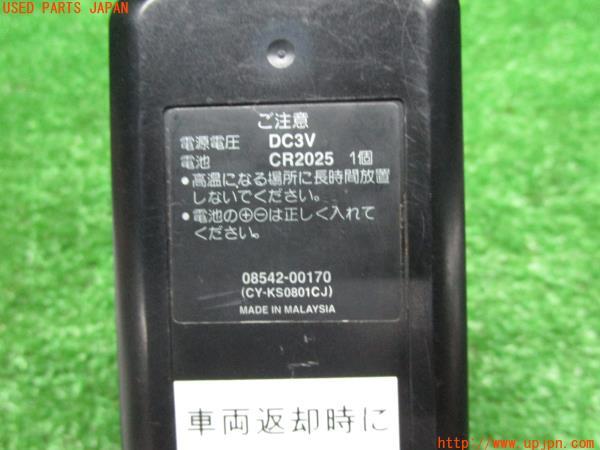 USED PARTS JAPAN
ご注意
電源電圧 DC3V
電池 CR2025 1個
•高温になる場所に長時間放置
しないでください。
•電池の⊕⊖は正しく入れて
ください。
08542-00170
(CY-KS0801CJ)
MADE IN MALAYSIA
車両返却時に
http://www.upjpn.com/